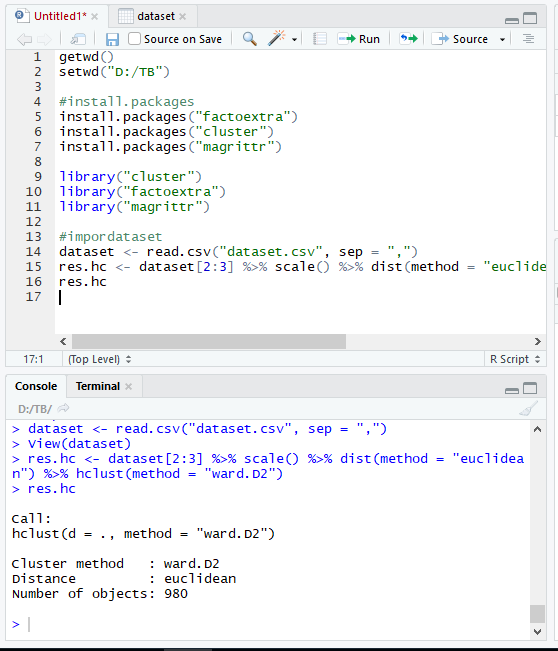 Untitled1* ×
dataset ×
Source on Save
Run
Source
1 getwd()
2 setwd("D:/TB")
3
4 #install.packages
5 install.packages("factoextra")
6 install.packages("cluster")
7 install.packages("magrittr")
8
9 library("cluster")
10 library("factoextra")
11 library("magrittr")
12
13 #impordataset
14 dataset <- read.csv("dataset.csv", sep = ",")
15 res.hc <- dataset[2:3] %>% scale() %>% dist(method = "euclide
16 res.hc
17
17:1 (Top Level) R Script
Console Terminal ×
D:/TB/
> dataset <- read.csv("dataset.csv", sep = ",")
> View(dataset)
> res.hc <- dataset[2:3] %>% scale() %>% dist(method = "euclidea
n") %>% hclust(method = "ward.D2")
> res.hc
Call:
hclust(d = ., method = "ward.D2")
Cluster method : ward.D2
Distance : euclidean
Number of objects: 980
>